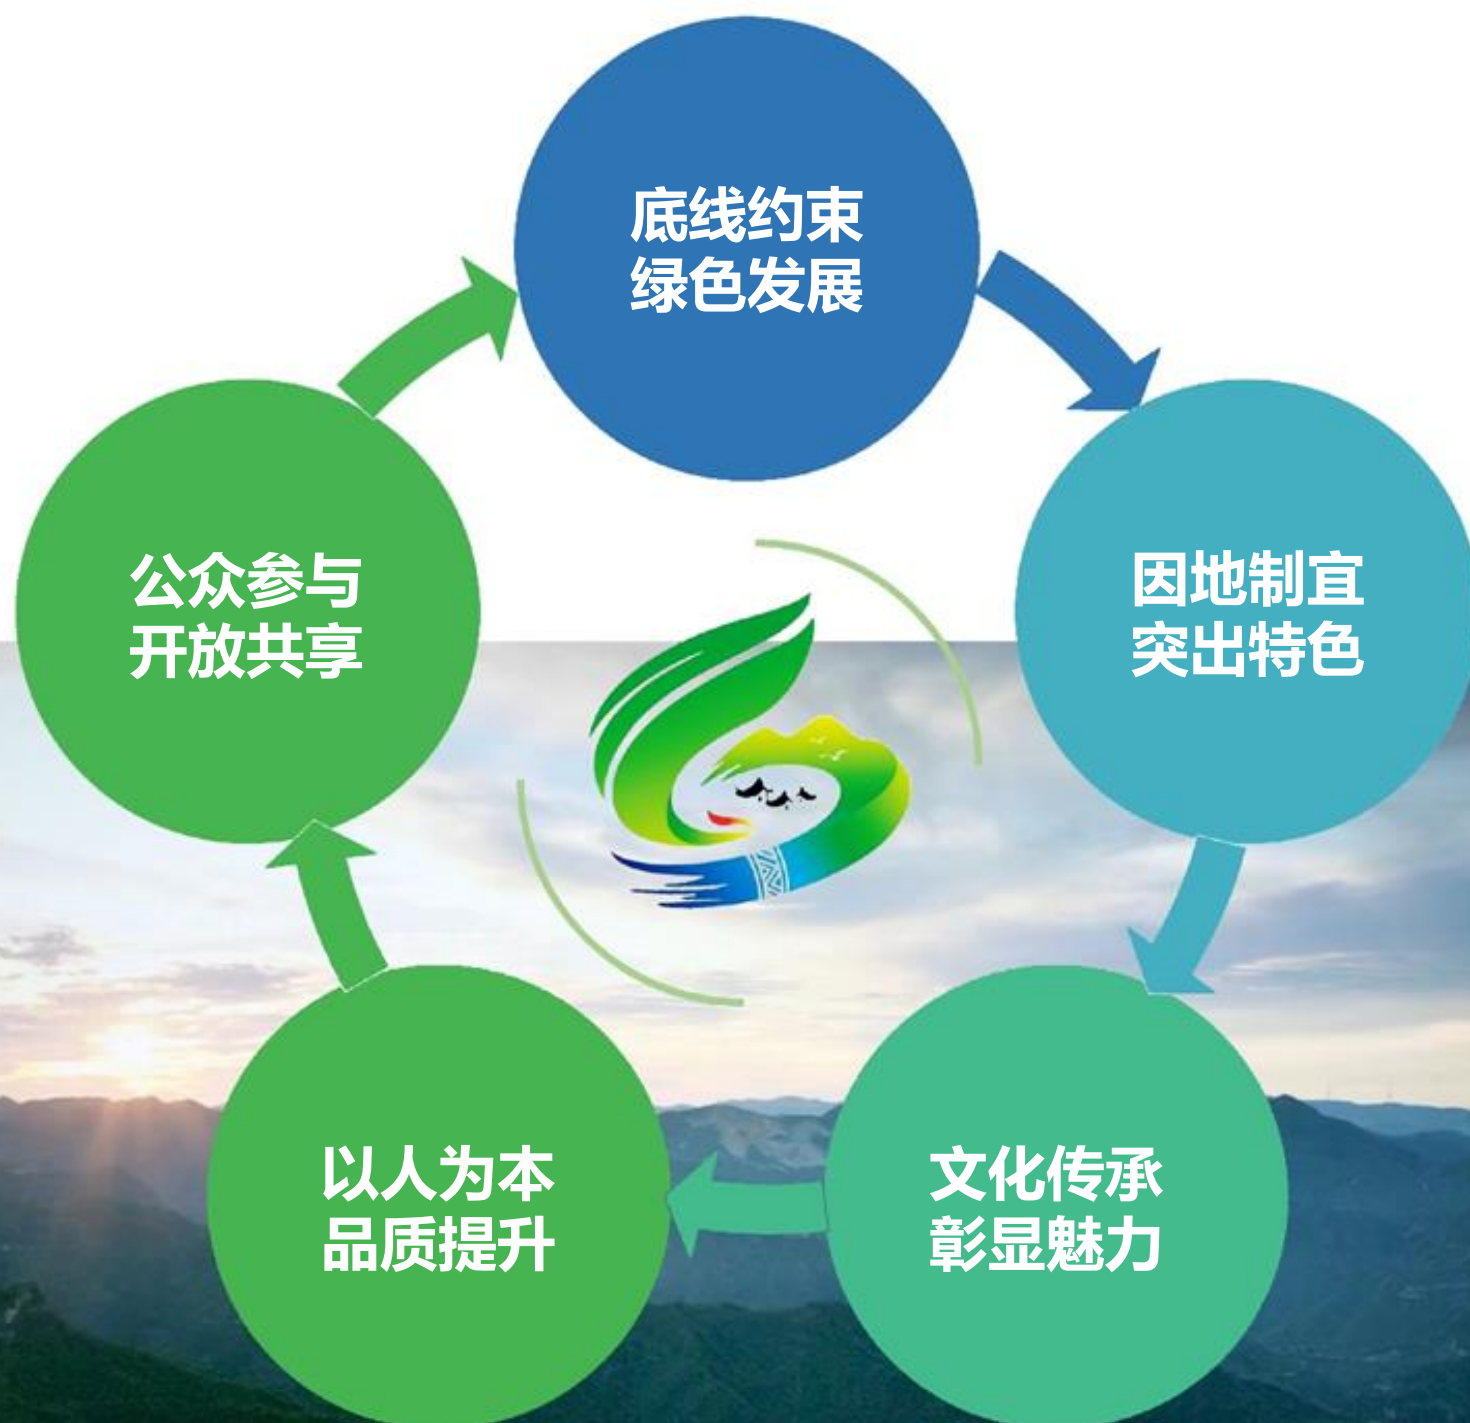 底线约束
绿色发展
因地制宜
突出特色
文化传承
彰显魅力
以人为本
品质提升
公众参与
开放共享